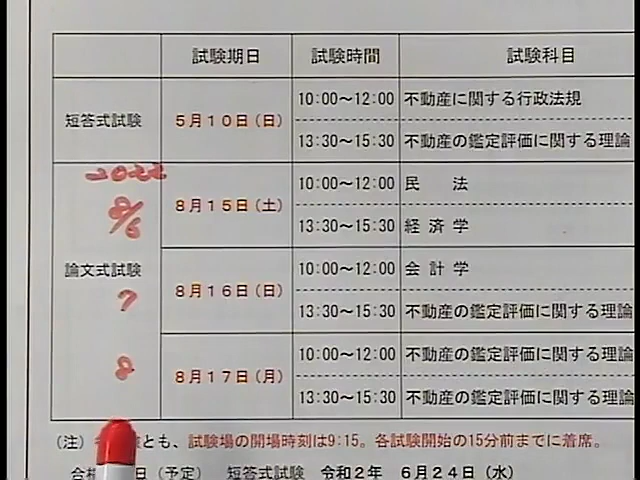 試験期日 試験時間 試験科目
短答式試験 5月10日(日) 10:00～12:00 不動産に関する行政法規
13:30～15:30 不動産の鑑定評価に関する理論
2022
8/6
論文式試験 8月15日(土) 10:00～12:00 民 法
13:30～15:30 経 済 学
7
8月16日(日) 10:00～12:00 会 計 学
13:30～15:30 不動産の鑑定評価に関する理論
8
8月17日(月) 10:00～12:00 不動産の鑑定評価に関する理論
13:30～15:30 不動産の鑑定評価に関する理論
(注) とも、試験場の開場時刻は9:15。各試験開始の15分前までに着席。
合 日(予定) 短答式試験 令和2年 6月24日(水)